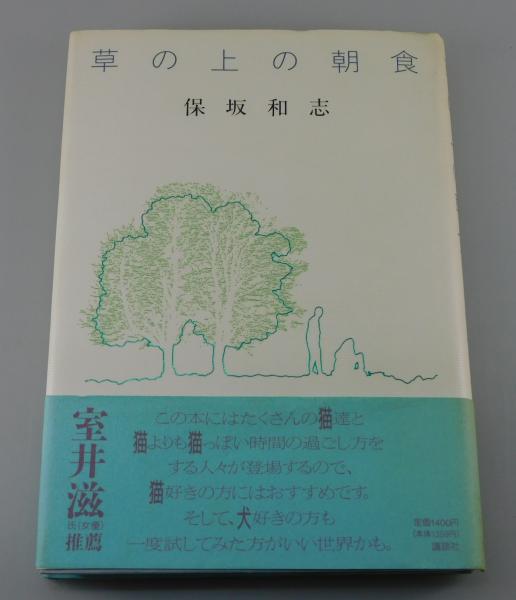 草の上の朝食
保坂和志
室井滋
氏(女優)
推薦
この本にはたくさんの猫達と
猫よりも猫っぽい時間の過ごし方を
する人々が登場するので、
猫好きの方にはおすすめです。
そして、犬好きの方も
一度試してみた方がいい世界かも。
定価1400円
(本体1359円)
講談社